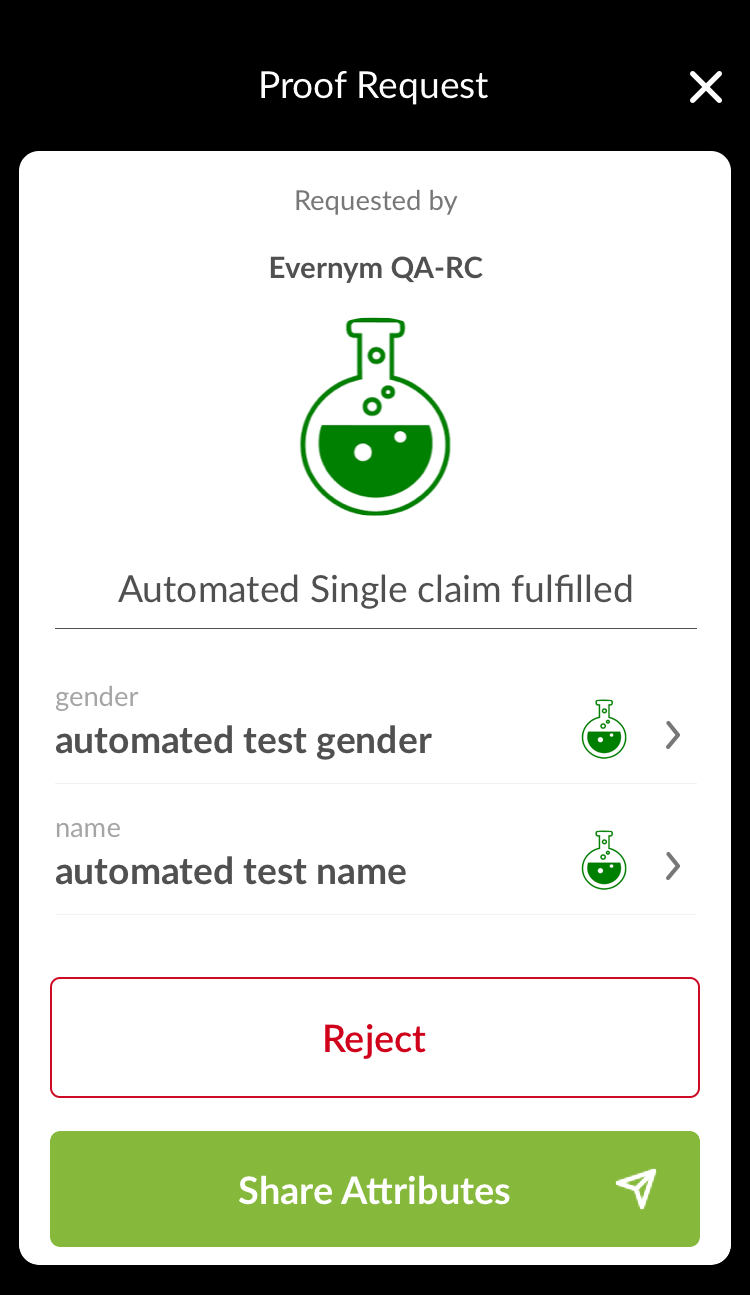 Proof Request
Requested by
Evernym QA-RC
Automated Single claim fulfilled
gender
automated test gender
name
automated test name
Reject
Share Attributes